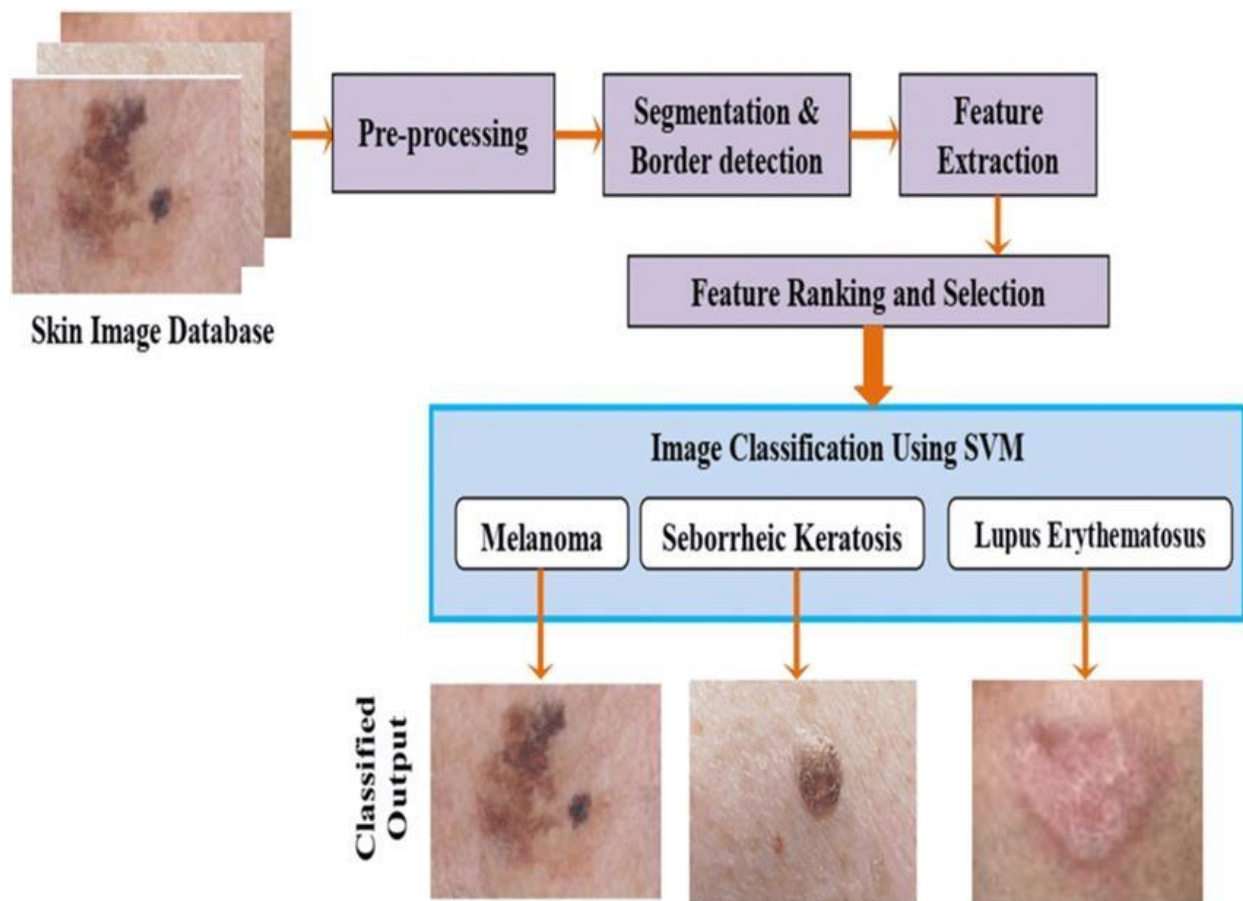 Skin Image Database
Pre-processing
Segmentation &
Border detection
Feature
Extraction
Feature Ranking and Selection
Image Classification Using SVM
Melanoma
Seborrheic Keratosis
Lupus Erythematosus
Classified
Output